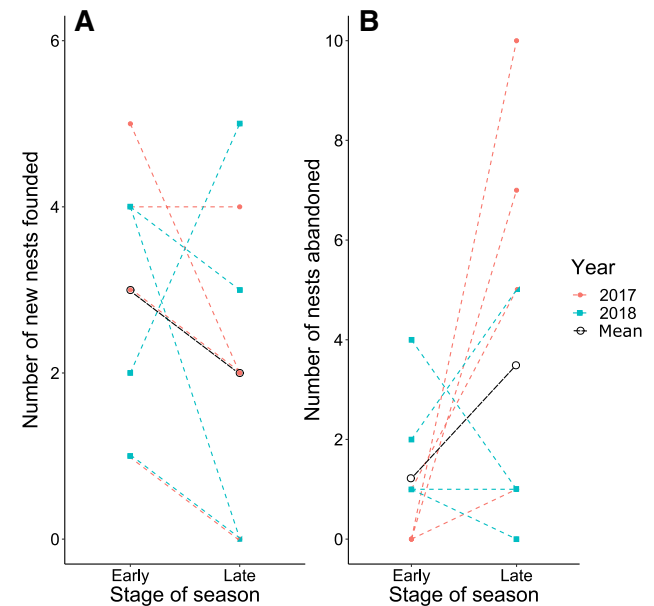 A
Number of new nests founded
6
4
2
0
Early Late
Stage of season
B
Number of nests abandoned
10
8
6
4
2
0
Early Late
Stage of season
Year
2017
2018
Mean